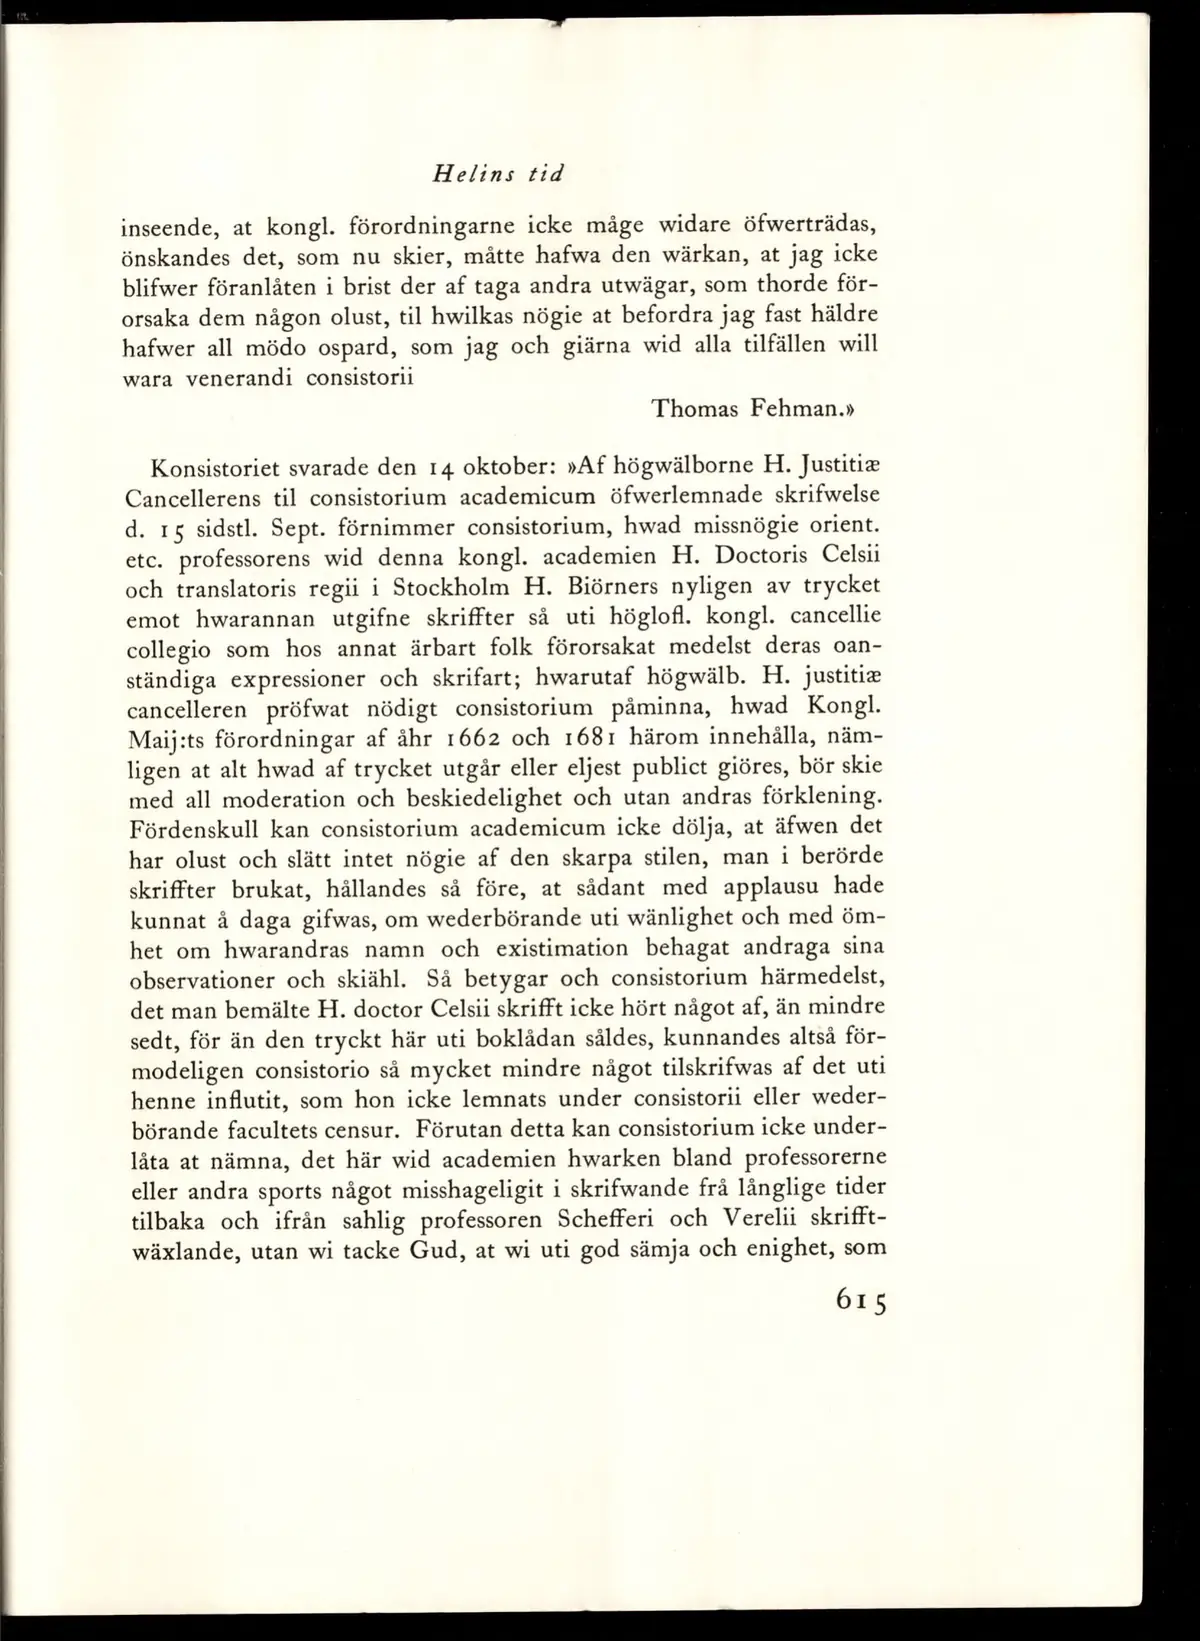 Helins tid
inseende, at kongl. förordningarne icke måge widare öfwerträdas,
önskandes det, som nu skier, måtte hafwa den wärkan, at jag icke
blifwer föranlåten i brist der af taga andra utwägar, som thorde för-
orsaka dem någon olust, til hwilkas nögie at befordra jag fast häldre
hafwer all mödo ospard, som jag och giärna wid alla tilfällen will
wara venerandi consistorii
Thomas Fehman.»
Konsistoriet svarade den 14 oktober: »Af högwälborne H. Justitiæ
Cancellerens til consistorium academicum öfwerlemnade skrifwelse
d. 15 sidstl. Sept. förnimmer consistorium, hwad missnögie orient.
etc. professorens wid denna kongl. academien H. Doctoris Celsii
och translatoris regii i Stockholm H. Biörners nyligen av trycket
emot hwarannan utgifne skriffter så uti höglofl. kongl. cancellie
collegio som hos annat ärbart folk förorsakat medelst deras oan-
ständiga expressioner och skrifart; hwarutaf högwälb. H. justitiæ
cancelleren pröfwat nödigt consistorium påminna, hwad Kongl.
Maij:ts förordningar af åhr 1662 och 1681 härom innehålla, näm-
ligen at alt hwad af trycket utgår eller eljest publict giöres, bör skie
med all moderation och beskiedelighet och utan andras förklening.
Fördenskull kan consistorium academicum icke dölja, at äfwen det
har olust och slätt intet nögie af den skarpa stilen, man i berörde
skriffter brukat, hållandes så före, at sådant med applausu hade
kunnat å daga gifwas, om wederbörande uti wänlighet och med öm-
het om hwarandras namn och existimation behagat andraga sina
observationer och skiähl. Så betygar och consistorium härmedelst,
det man bemälte H. doctor Celsii skrifft icke hört något af, än mindre
sedt, för än den tryckt här uti boklådan såldes, kunnandes altså för-
modeligen consistorio så mycket mindre något tilskrifwas af det uti
henne influtit, som hon icke lemnats under consistorii eller weder-
börande facultets censur. Förutan detta kan consistorium icke under-
låta at nämna, det här wid academien hwarken bland professorerne
eller andra sports något misshageligit i skrifwande frå långlige tider
tilbaka och ifrån sahlig professoren Schefferi och Verelii skrifft-
wäxlande, utan wi tacke Gud, at wi uti god sämja och enighet, som
615